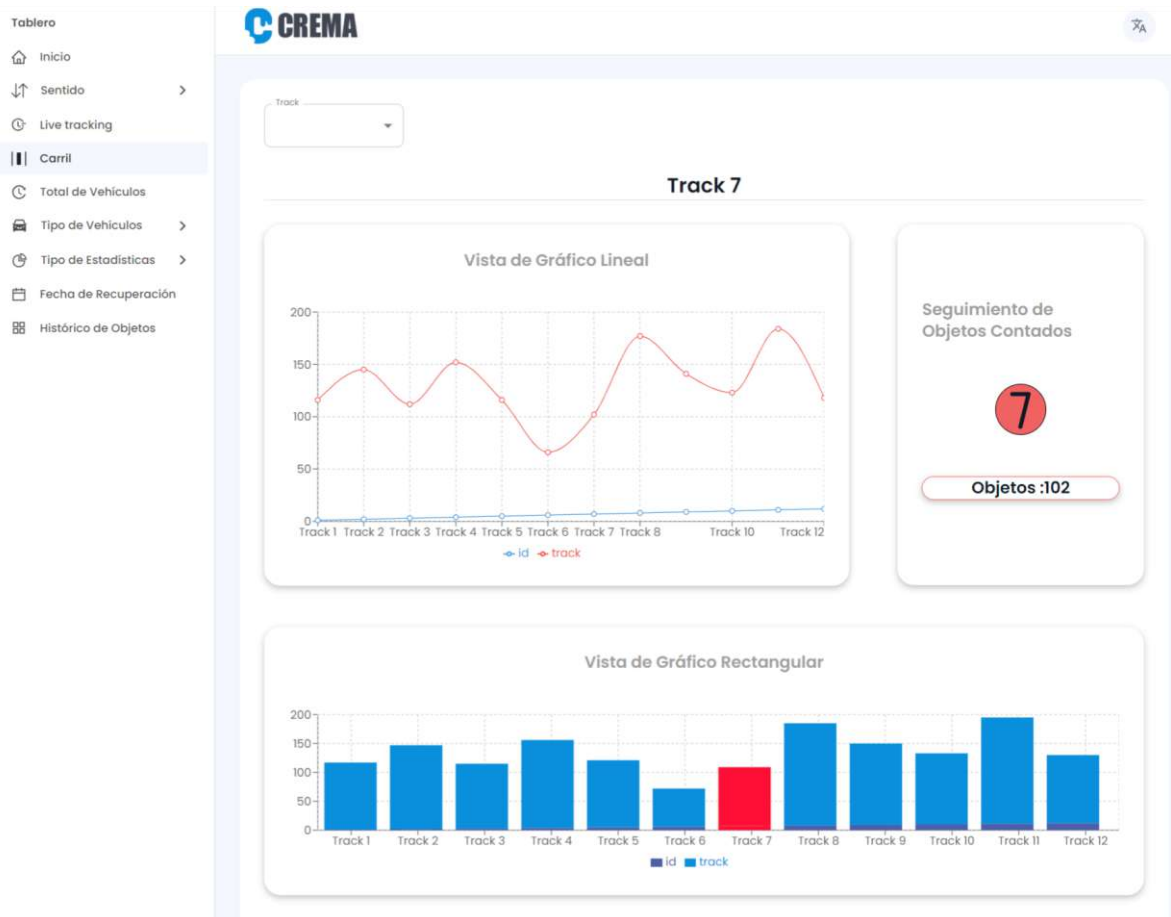 Tablero
Inicio
Sentido
Live tracking
Carril
Total de Vehículos
Tipo de Vehículos
Tipo de Estadísticas
Fecha de Recuperación
Histórico de Objetos
CREMA
Track
Track 7
Vista de Gráfico Lineal
200
150
100
50
0
Track 1 Track 2 Track 3 Track 4 Track 5 Track 6 Track 7 Track 8 Track 10 Track 12
id track
Seguimiento de
Objetos Contados
7
Objetos :102
Vista de Gráfico Rectangular
200
150
100
50
0
Track 1 Track 2 Track 3 Track 4 Track 5 Track 6 Track 7 Track 8 Track 9 Track 10 Track 11 Track 12
id track